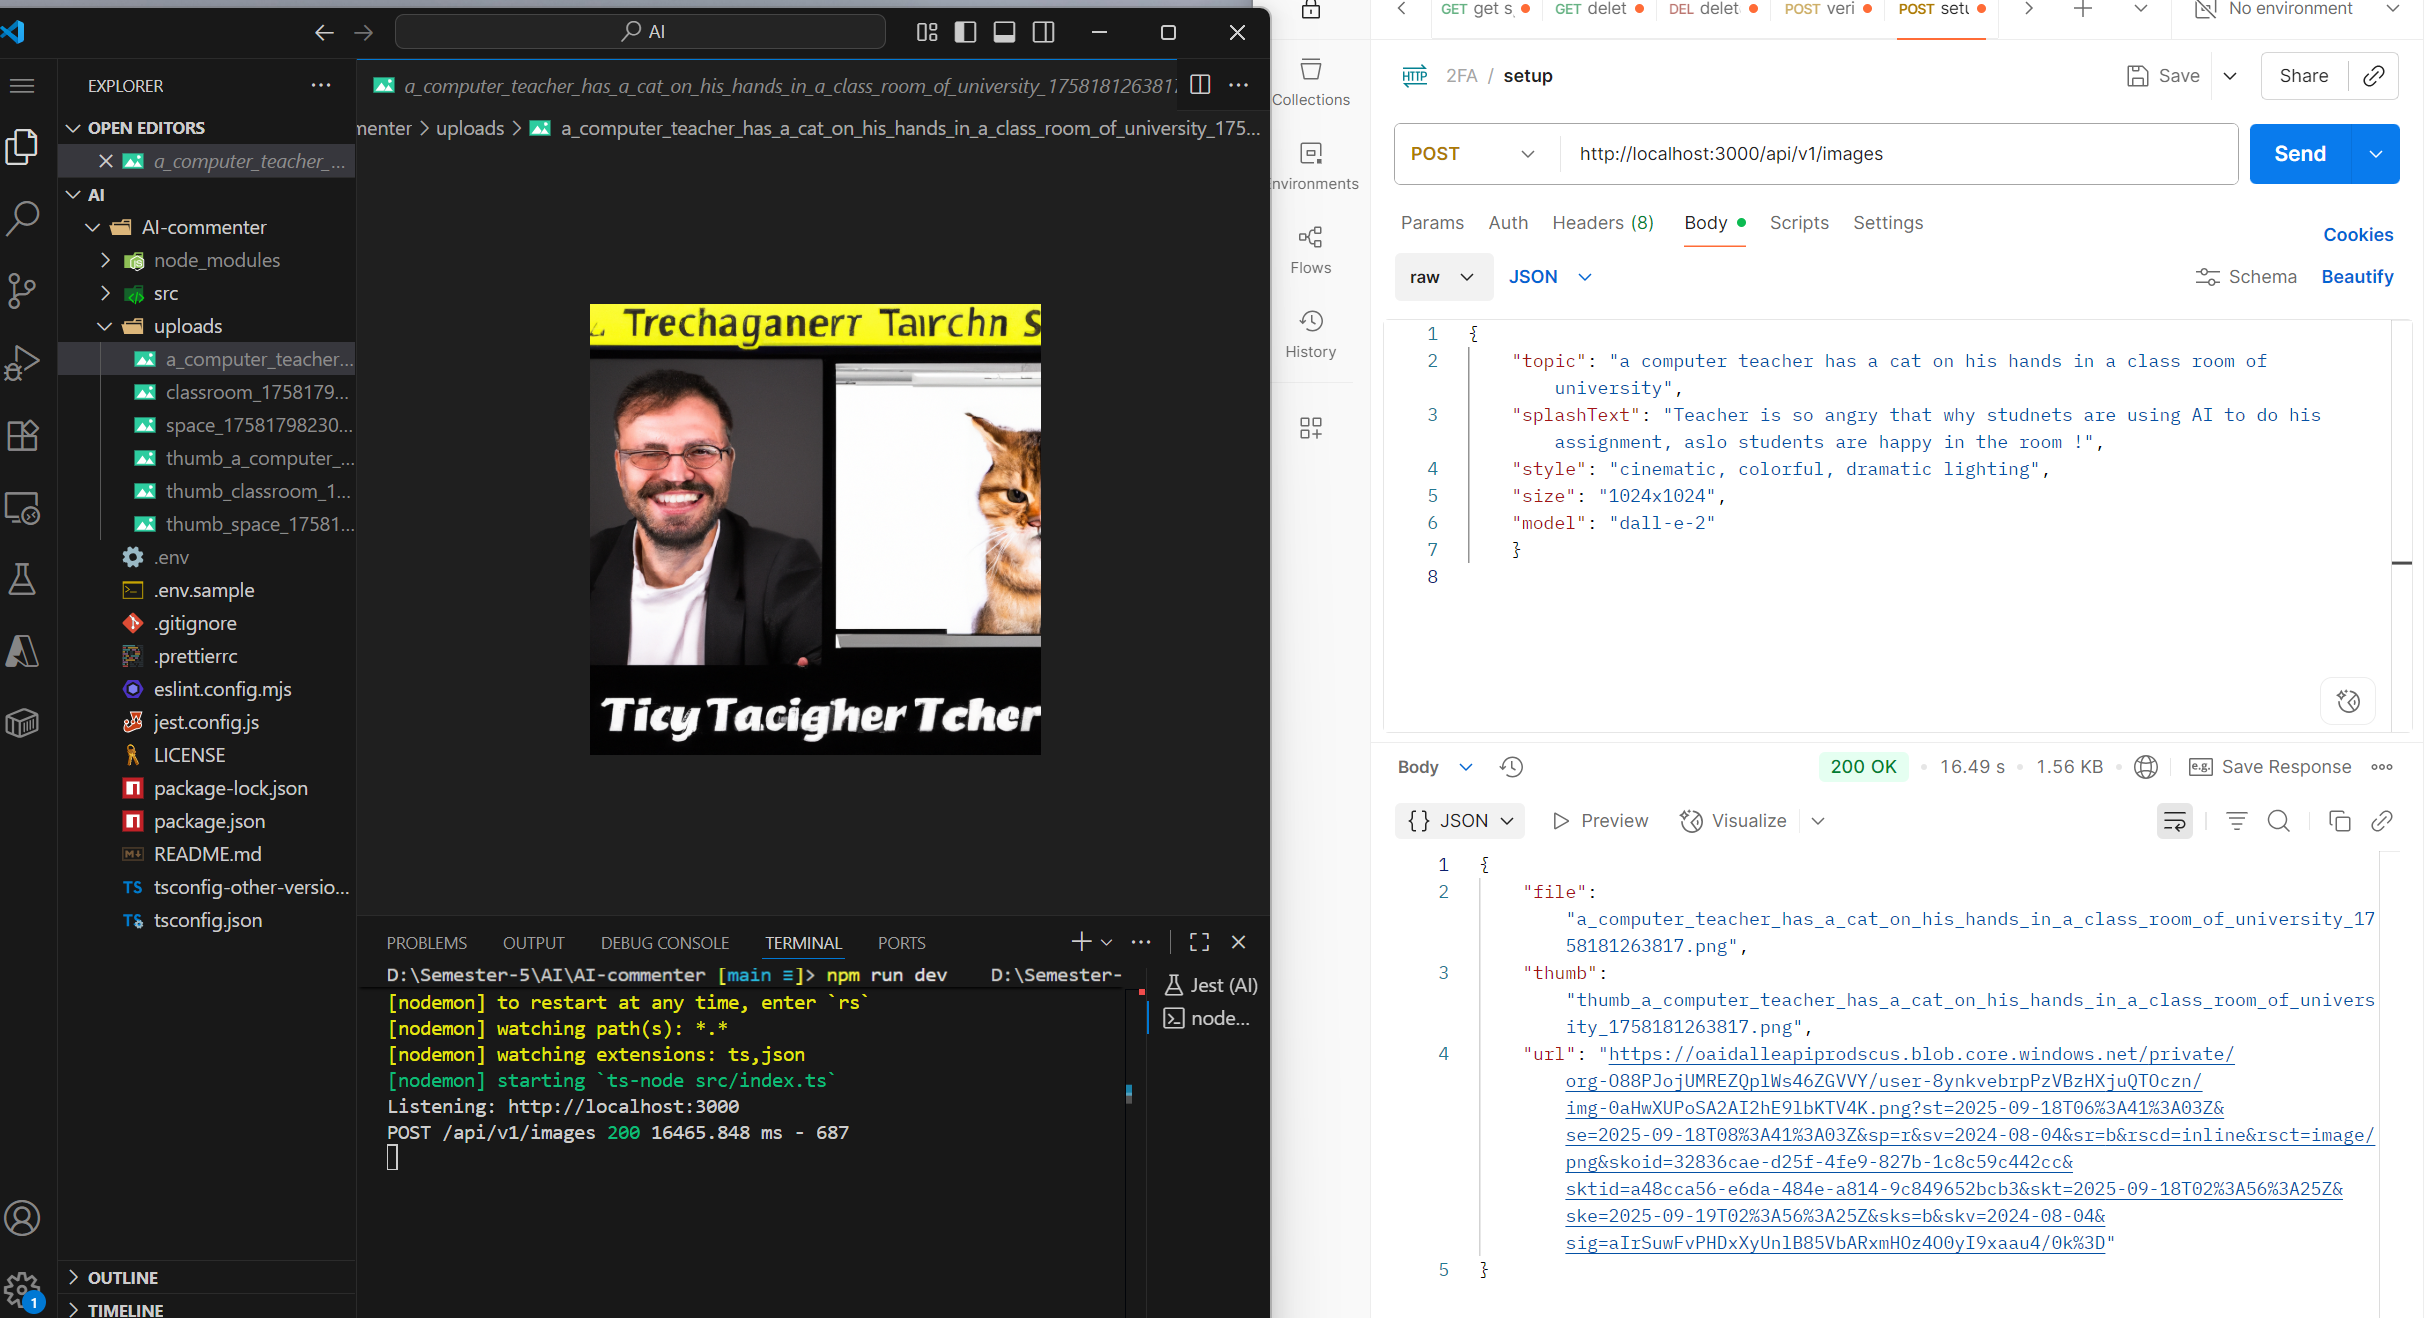 AI
EXPLORER
OPEN EDITORS
a_computer_teacher_...
AI
AI-commenter
node_modules
src
uploads
a_computer_teacher...
classroom_1758179...
space_17581798230...
thumb_a_computer_...
thumb_classroom_1...
thumb_space_17581...
.env
.env.sample
.gitignore
.prettierrc
eslint.config.mjs
jest.config.js
LICENSE
package-lock.json
package.json
README.md
tsconfig-other-versio...
tsconfig.json
OUTLINE
TIMELINE
1
a_computer_teacher_has_a_cat_on_his_hands_in_a_class_room_of_university_1758181263817
menter > uploads > a_computer_teacher_has_a_cat_on_his_hands_in_a_class_room_of_university_175...
Trechaganerr Tairchn S
Ticy Tacigher Tcher
PROBLEMS OUTPUT DEBUG CONSOLE TERMINAL PORTS
D:\Semester-5\AI\AI-commenter [main ≡]> npm run dev D:\Semester-
[nodemon] to restart at any time, enter `rs`
[nodemon] watching path(s): *.*
[nodemon] watching extensions: ts,json
[nodemon] starting `ts-node src/index.ts`
Listening: http://localhost:3000
POST /api/v1/images 200 16465.848 ms - 687
Jest (AI)
node...
Collections
nvironments
Flows
History
GET get s GET delet DEL delet POST veri POST setu No environment
HTTP 2FA / setup
Save Share
POST http://localhost:3000/api/v1/images Send
Params Auth Headers (8) Body Scripts Settings
Cookies
raw JSON Schema Beautify
1 {
2 "topic": "a computer teacher has a cat on his hands in a class room of
university",
3 "splashText": "Teacher is so angry that why studnets are using AI to do his
assignment, aslo students are happy in the room !",
4 "style": "cinematic, colorful, dramatic lighting",
5 "size": "1024x1024",
6 "model": "dall-e-2"
7 }
8
Body 200 OK 16.49 s 1.56 KB e.g. Save Response
{} JSON Preview Visualize
1 {
2 "file":
"a_computer_teacher_has_a_cat_on_his_hands_in_a_class_room_of_university_17
58181263817.png",
3 "thumb":
"thumb_a_computer_teacher_has_a_cat_on_his_hands_in_a_class_room_of_univers
ity_1758181263817.png",
4 "url": "https://oaidalleapiprodscus.blob.core.windows.net/private/
org-O88PJojUMREZQplWs46ZGVVY/user-8ynkvebrpPzVBzHXjuQTOczn/
img-0aHwXUPoSA2AI2hE9lbKTV4K.png?st=2025-09-18T06%3A41%3A03Z&
se=2025-09-18T08%3A41%3A03Z&sp=r&sv=2024-08-04&sr=b&rscd=inline&rsct=image/
png&skoid=32836cae-d25f-4fe9-827b-1c8c59c442cc&
sktid=a48cca56-e6da-484e-a814-9c849652bcb3&skt=2025-09-18T02%3A56%3A25Z&
ske=2025-09-19T02%3A56%3A25Z&sks=b&skv=2024-08-04&
sig=aIrSuwFvPHDxXyUnlB85VbARxmHOz4O0yI9xaau4/0k%3D"
5 }